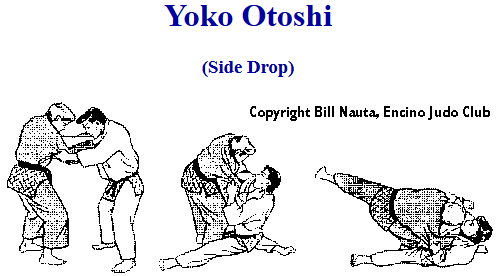 Yoko Otoshi
(Side Drop)
Copyright Bill Nauta, Encino Judo Club